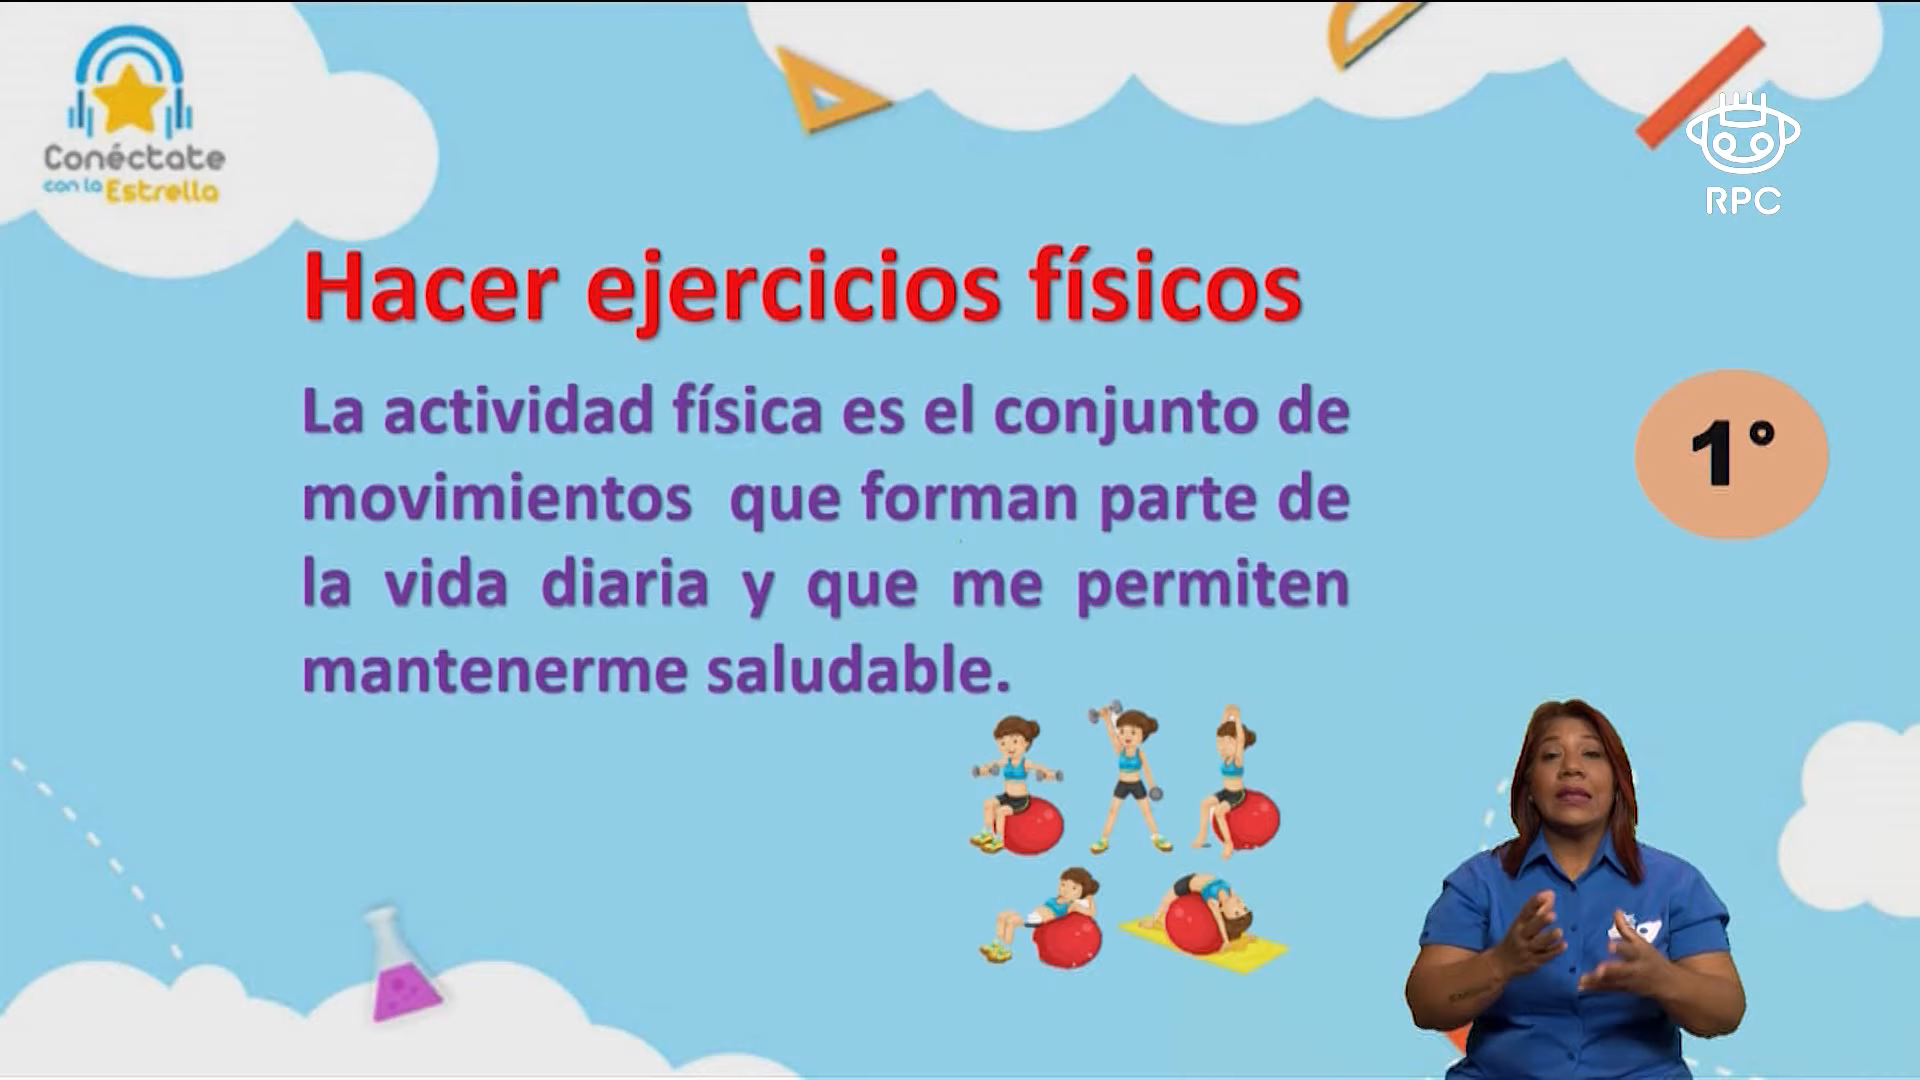 Conéctate
con la Estrella
RPC
Hacer ejercicios físicos
La actividad física es el conjunto de
movimientos que forman parte de
la vida diaria y que me permiten
mantenerme saludable.
1°